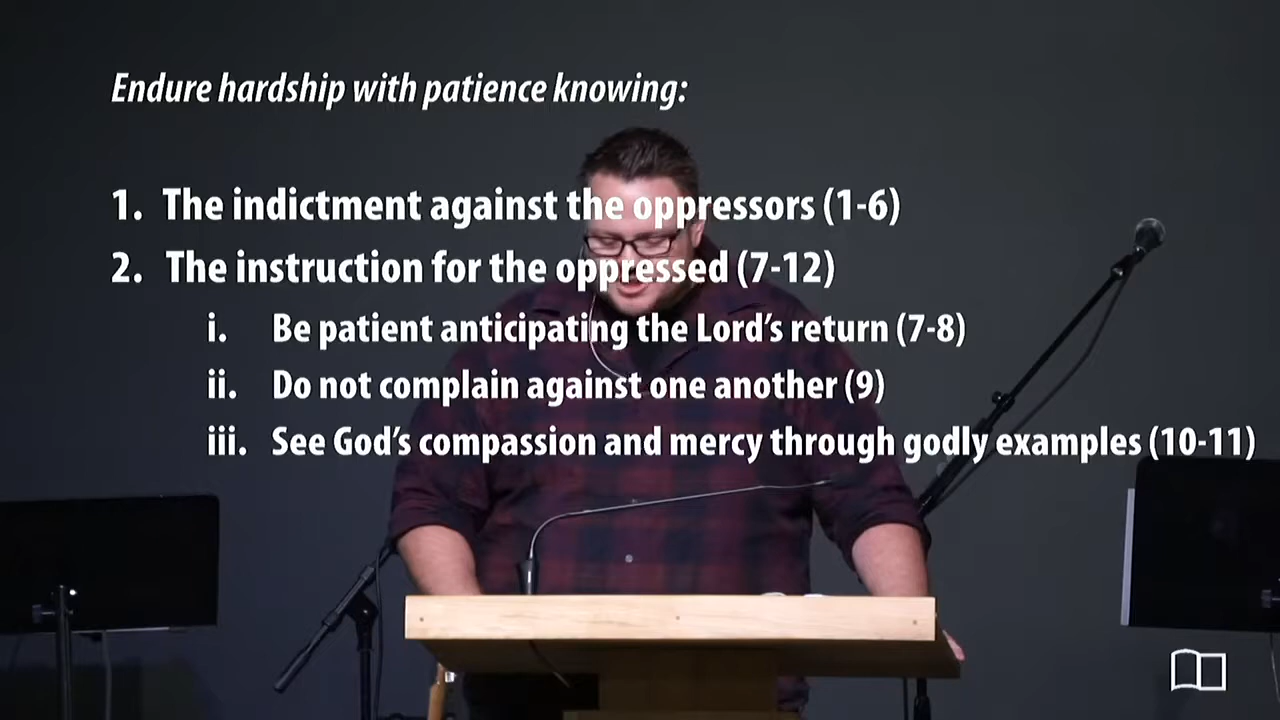 Endure hardship with patience knowing:
1. The indictment against the oppressors (1-6)
2. The instruction for the oppressed (7-12)
i. Be patient anticipating the Lord’s return (7-8)
ii. Do not complain against one another (9)
iii. See God’s compassion and mercy through godly examples (10-11)